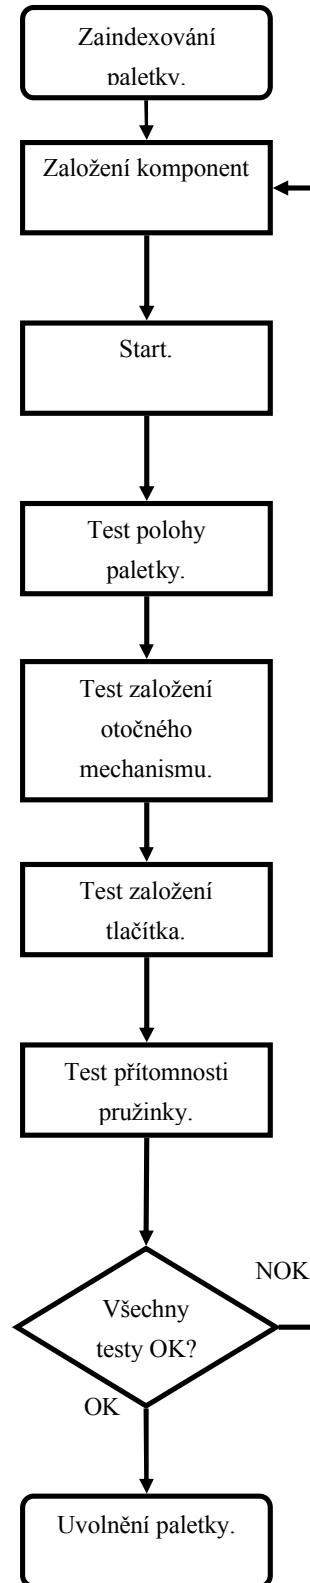 Zaindexování
paletky.
Založení komponent
Start.
Test polohy
paletky.
Test založení
otočného
mechanismu.
Test založení
tlačítka.
Test přítomnosti
pružinky.
NOK
Všechny
testy OK?
OK
Uvolnění paletky.